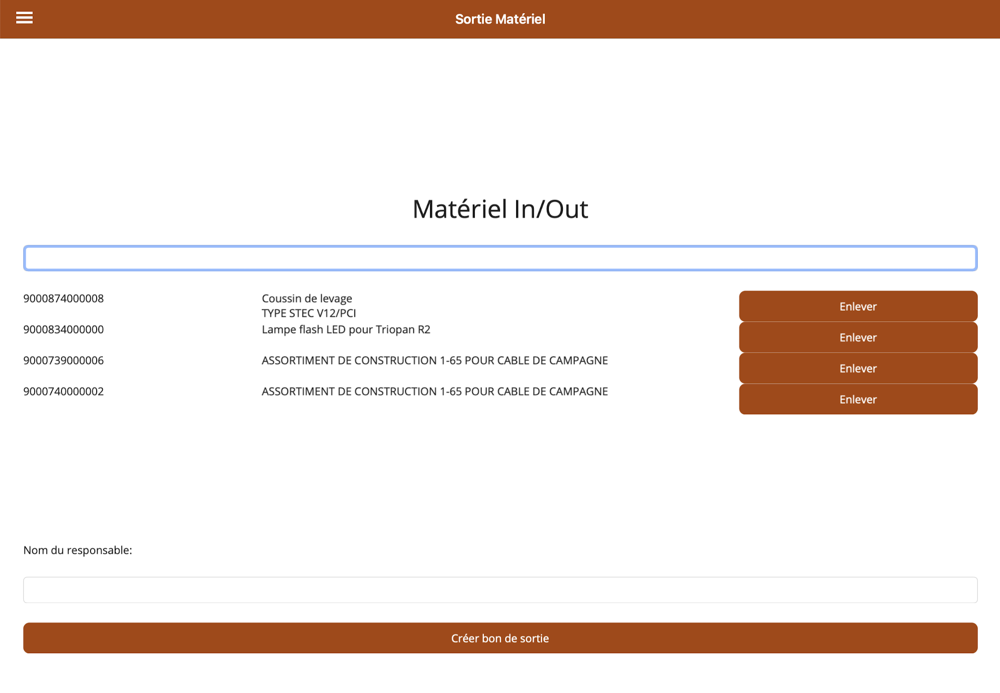 Sortie Matériel
Matériel In/Out
9000874000008 Coussin de levage Enlever
TYPE STEC V12/PCI
9000834000000 Lampe flash LED pour Triopan R2 Enlever
9000739000006 ASSORTIMENT DE CONSTRUCTION 1-65 POUR CABLE DE CAMPAGNE Enlever
9000740000002 ASSORTIMENT DE CONSTRUCTION 1-65 POUR CABLE DE CAMPAGNE Enlever
Nom du responsable:
Créer bon de sortie